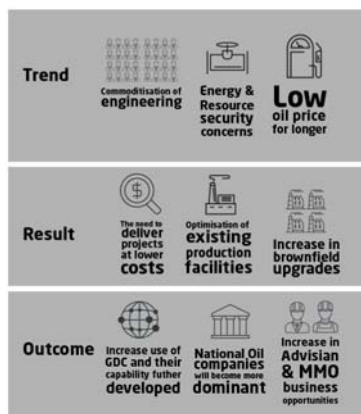 Trend
Commoditisation of
engineering
Energy &
Resource
security
concerns
Low
oil price
for longer
Result
The need to
deliver
projects
at lower
costs
Optimisation of
existing
production
facilities
Increase in
brownfield
upgrades
Outcome
Increase use of
GDC and their
capability futher
developed
National Oil
companies
will become more
dominant
Increase in
Advisian
& MMO
business
opportunities